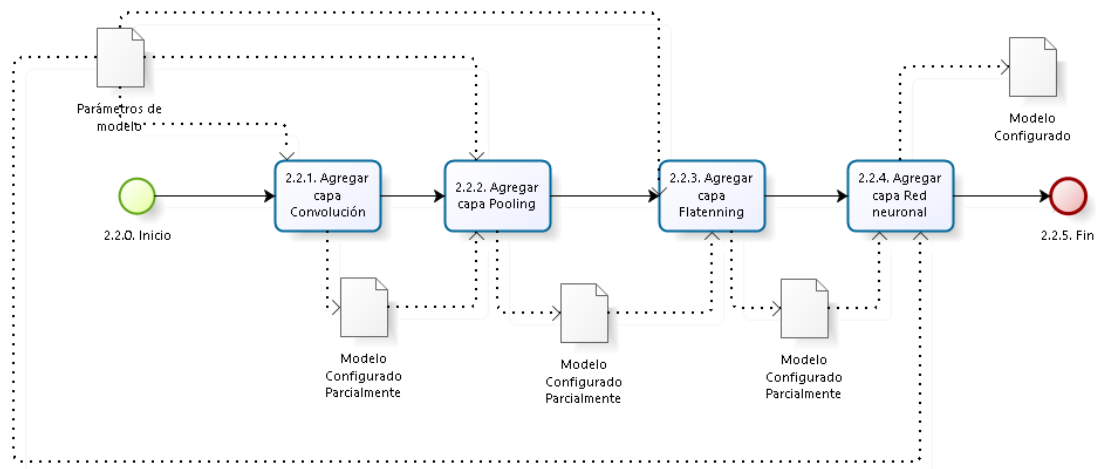 Parámetros de
modelo
Modelo
Configurado
2.2.1. Agregar
capa
Convolución
2.2.2. Agregar
capa Pooling
2.2.3. Agregar
capa
Flatenning
2.2.4. Agregar
capa Red
neuronal
2.2.0. Inicio
2.2.5. Fin
Modelo
Configurado
Parcialmente
Modelo
Configurado
Parcialmente
Modelo
Configurado
Parcialmente